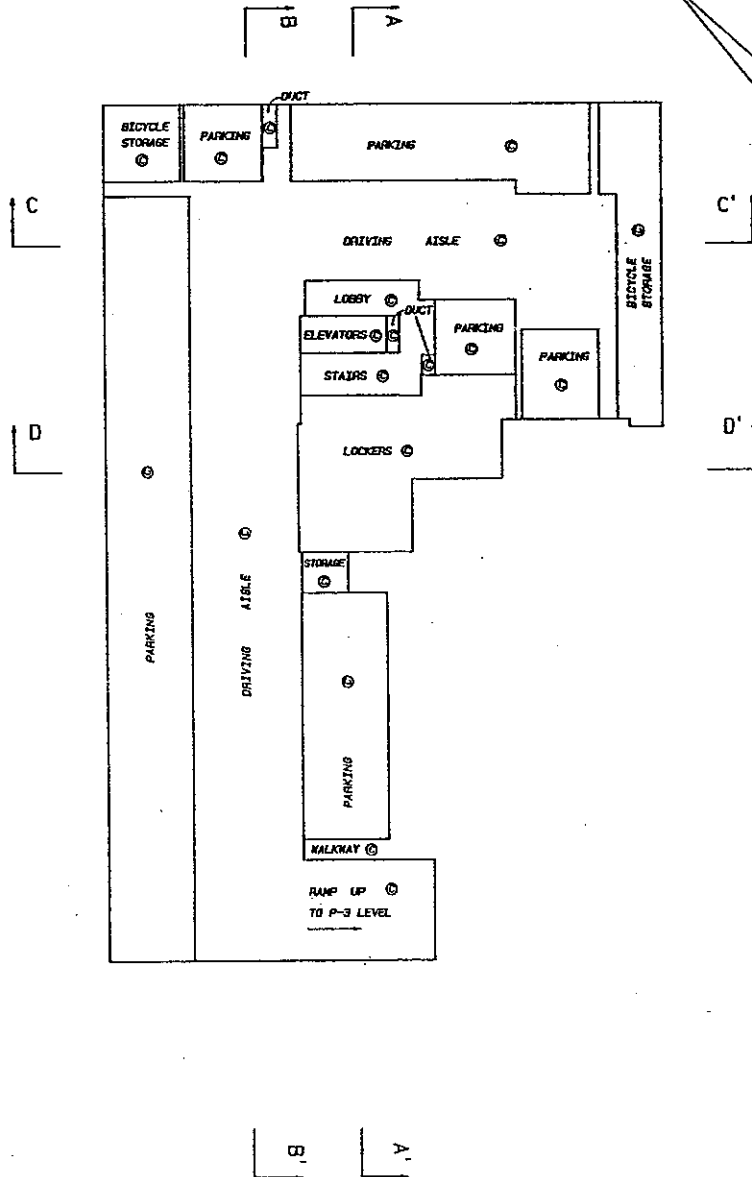 B
A
DUCT
BICYCLE
STORAGE
©
PARKING
©
©
PARKING
©
C
C'
DRIVING AISLE ©
BICYCLE
STORAGE
©
LOBBY ©
DUCT
ELEVATORS ©
©
PARKING
©
©
PARKING
©
STAIRS ©
D
D'
LOCKERS ©
©
PARKING
©
DRIVING AISLE
STORAGE
©
©
PARKING
WALKWAY ©
RAMP UP ©
TO P-3 LEVEL
B'
A'